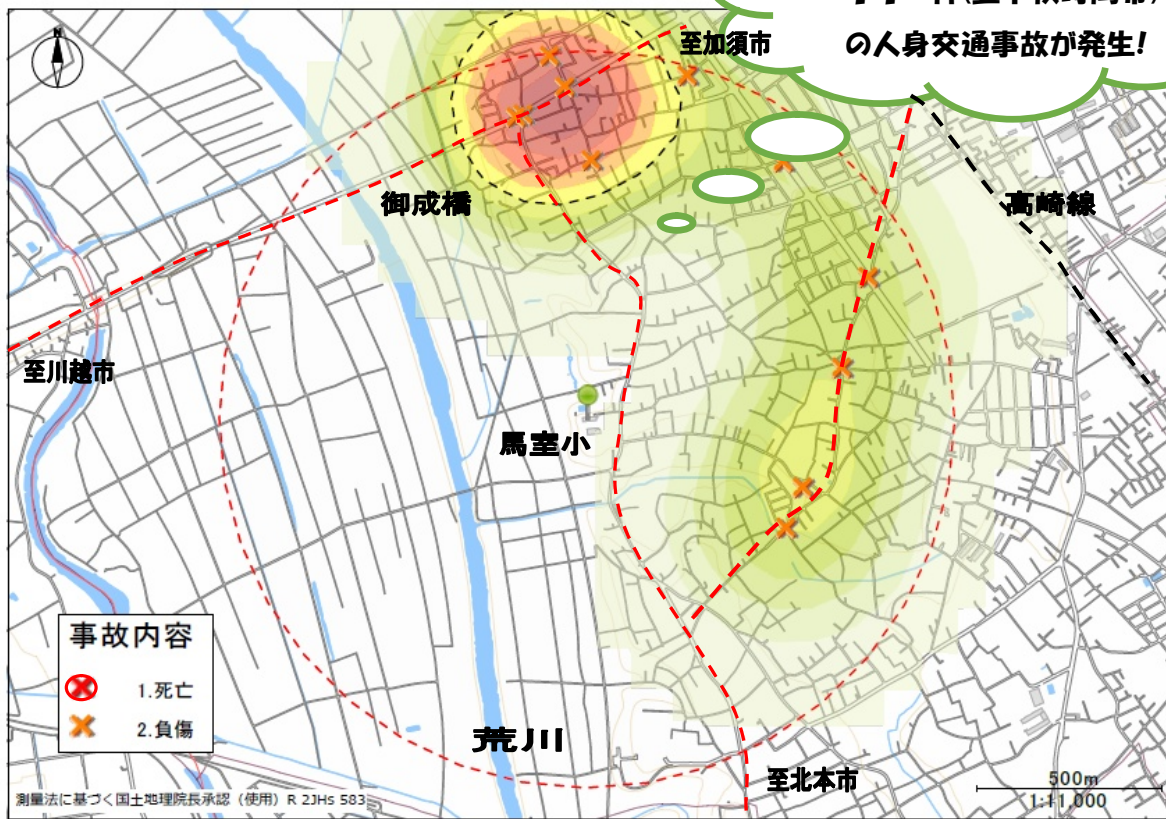 の人身交通事故が発生!
N
至加須市
御成橋
高崎線
至川越市
馬室小
事故内容
1.死亡
2.負傷
荒川
至北本市
500m
1:11,000
測量法に基づく国土地理院長承認（使用）R 2JHs 583